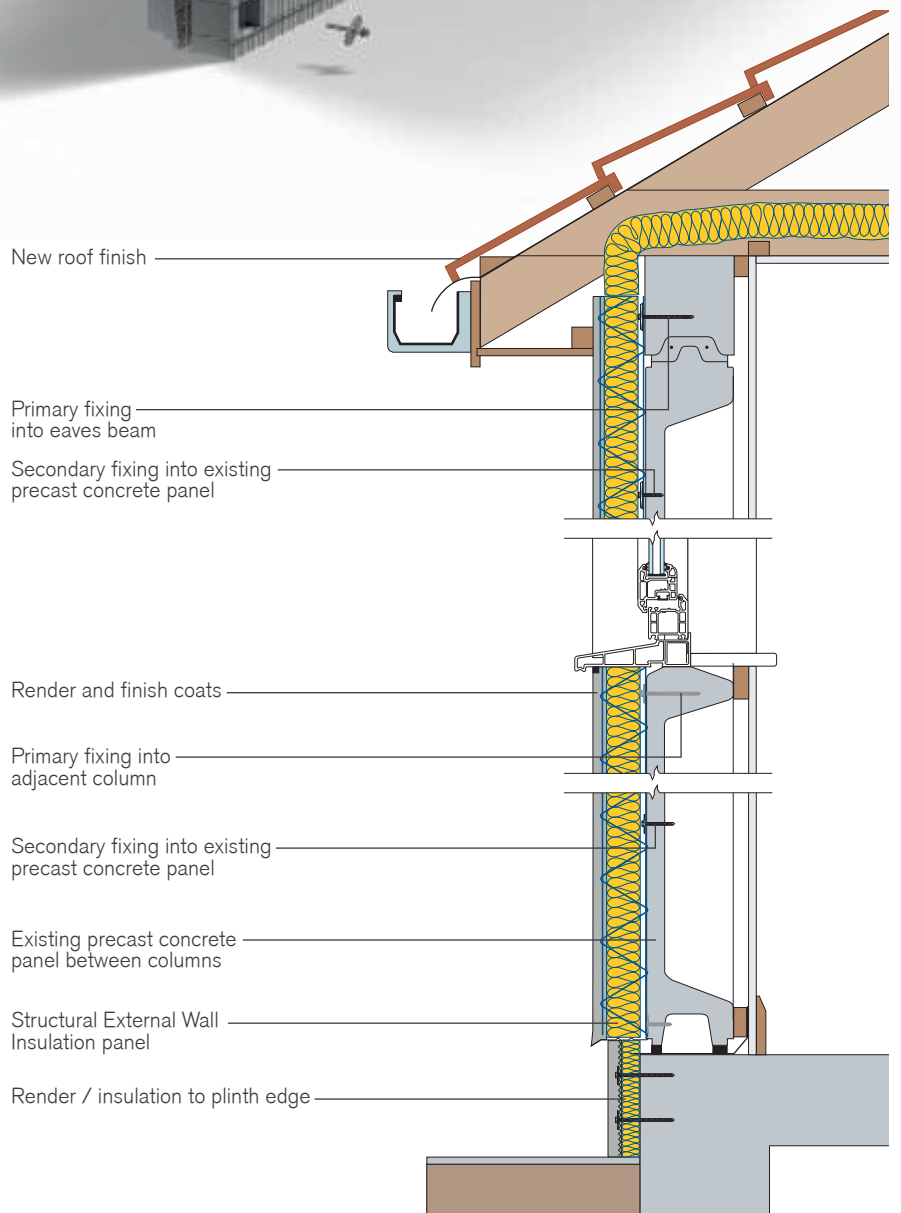 New roof finish
Primary fixing
into eaves beam
Secondary fixing into existing
precast concrete panel
Render and finish coats
Primary fixing into
adjacent column
Secondary fixing into existing
precast concrete panel
Existing precast concrete
panel between columns
Structural External Wall
Insulation panel
Render / insulation to plinth edge